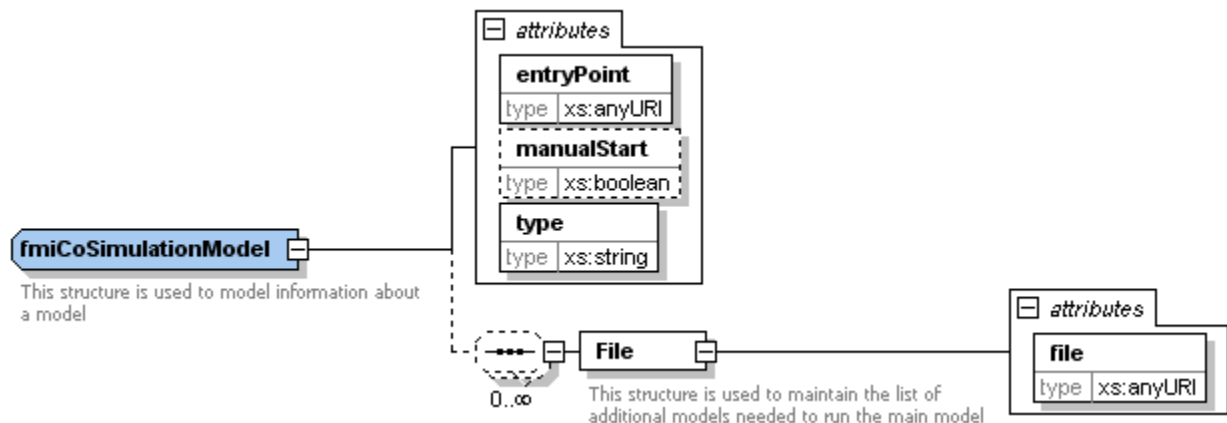 attributes
entryPoint
type xs:anyURI
manualStart
type xs:boolean
type
type xs:string
fmiCoSimulationModel
This structure is used to model information about
a model
attributes
File
file
type xs:anyURI
0..∞
This structure is used to maintain the list of
additional models needed to run the main model